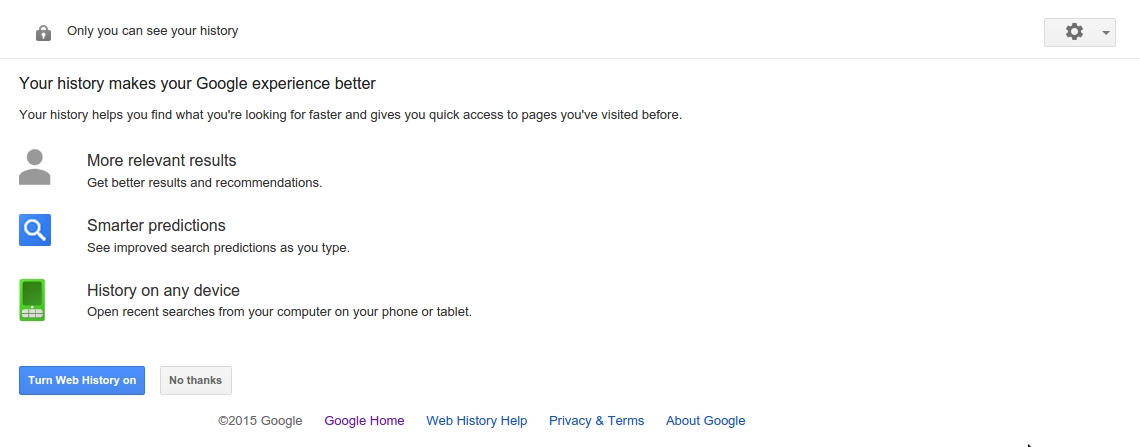 Only you can see your history
Your history makes your Google experience better
Your history helps you find what you're looking for faster and gives you quick access to pages you've visited before.
More relevant results
Get better results and recommendations.
Smarter predictions
See improved search predictions as you type.
History on any device
Open recent searches from your computer on your phone or tablet.
Turn Web History on No thanks
©2015 Google Google Home Web History Help Privacy & Terms About Google